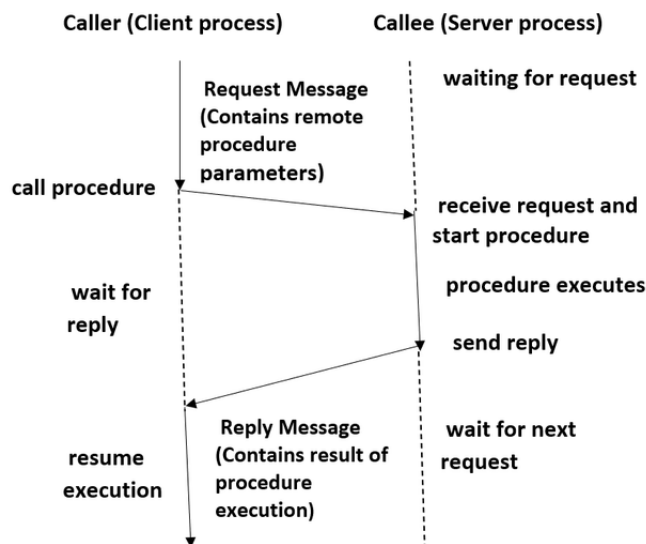 Caller (Client process)
Callee (Server process)
waiting for request
Request Message
(Contains remote
procedure
parameters)
call procedure
receive request and
start procedure
wait for
reply
procedure executes
send reply
Reply Message
(Contains result of
procedure
execution)
wait for next
request
resume
execution